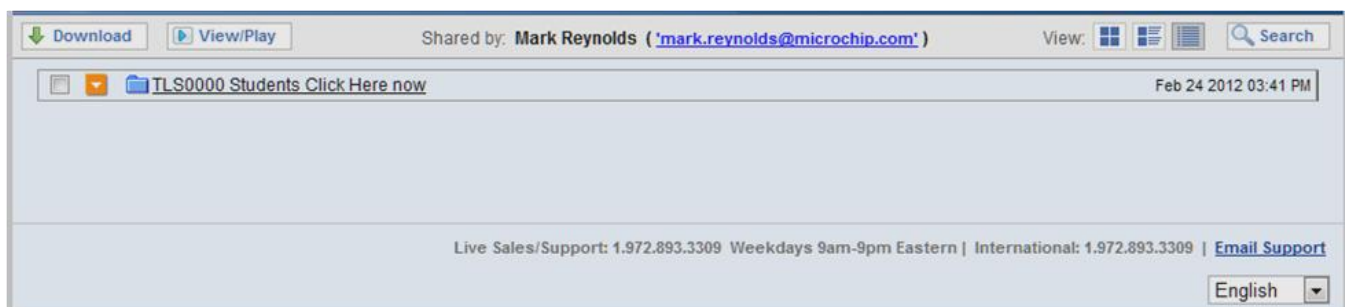 Download View/Play Shared by: Mark Reynolds ( 'mark.reynolds@microchip.com' ) View: Search
TLS0000 Students Click Here now Feb 24 2012 03:41 PM
Live Sales/Support: 1.972.893.3309 Weekdays 9am-9pm Eastern | International: 1.972.893.3309 | Email Support
English